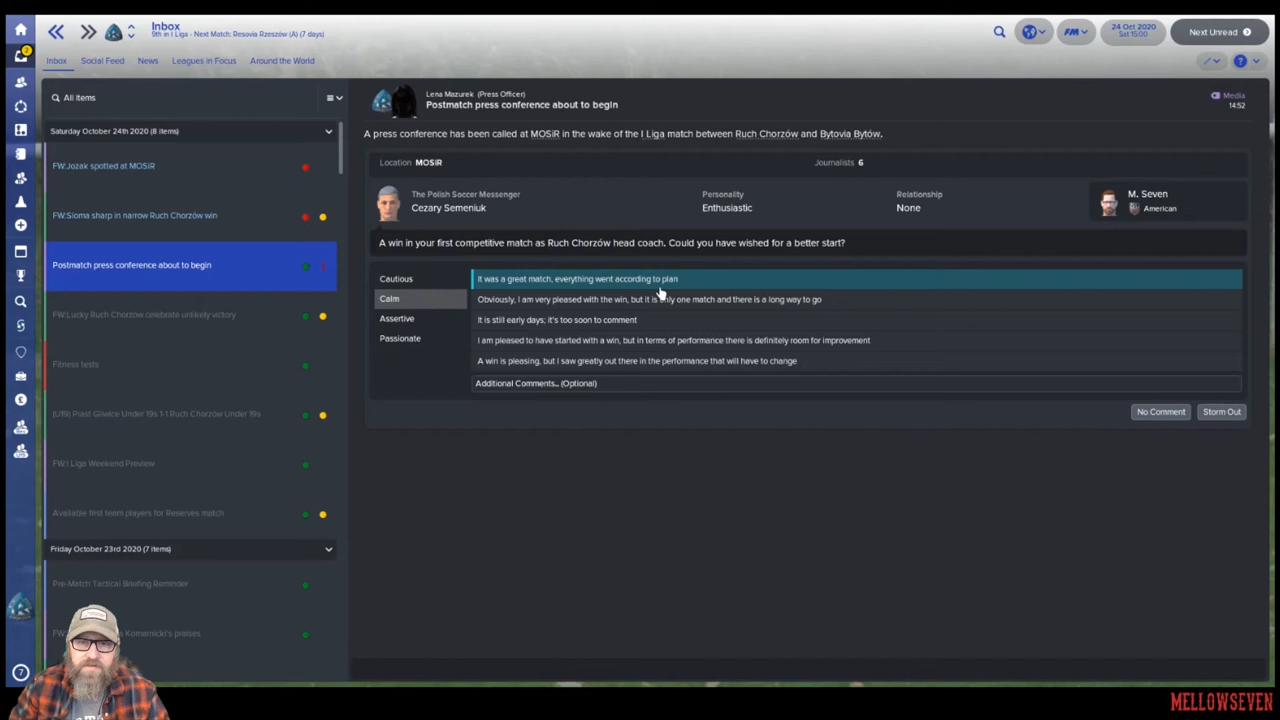 Inbox
9th in I Liga - Next Match: Resovia Rzeszów (A) (7 days)
24 Oct 2020
Sat 15:00
Next Unread
2
FM
Inbox
Social Feed
News
Leagues in Focus
Around the World
All Items
Saturday October 24th 2020 (8 items)
FW:Jozak spotted at MOSiR
FW:Sioma sharp in narrow Ruch Chorzów win
Postmatch press conference about to begin
FW:Lucky Ruch Chorzów celebrate unlikely victory
Fitness tests
(U19) Piast Gliwice Under 19s 1-1 Ruch Chorzów Under 19s
FW:I Liga Weekend Preview
Available first team players for Reserves match
Friday October 23rd 2020 (7 items)
Pre-Match Tactical Briefing Reminder
Komarnicki's praises
Lena Mazurek (Press Officer)
Postmatch press conference about to begin
Media
14:52
A press conference has been called at MOSiR in the wake of the I Liga match between Ruch Chorzów and Bytovia Bytów.
Location MOSiR
Journalists 6
The Polish Soccer Messenger
Cezary Semeniuk
Personality
Enthusiastic
Relationship
None
M. Seven
American
A win in your first competitive match as Ruch Chorzów head coach. Could you have wished for a better start?
Cautious
Calm
Assertive
Passionate
It was a great match, everything went according to plan
Obviously, I am very pleased with the win, but it is only one match and there is a long way to go
It is still early days; it's too soon to comment
I am pleased to have started with a win, but in terms of performance there is definitely room for improvement
A win is pleasing, but I saw greatly out there in the performance that will have to change
Additional Comments... (Optional)
No Comment
Storm Out
7
MELLOWSEVEN